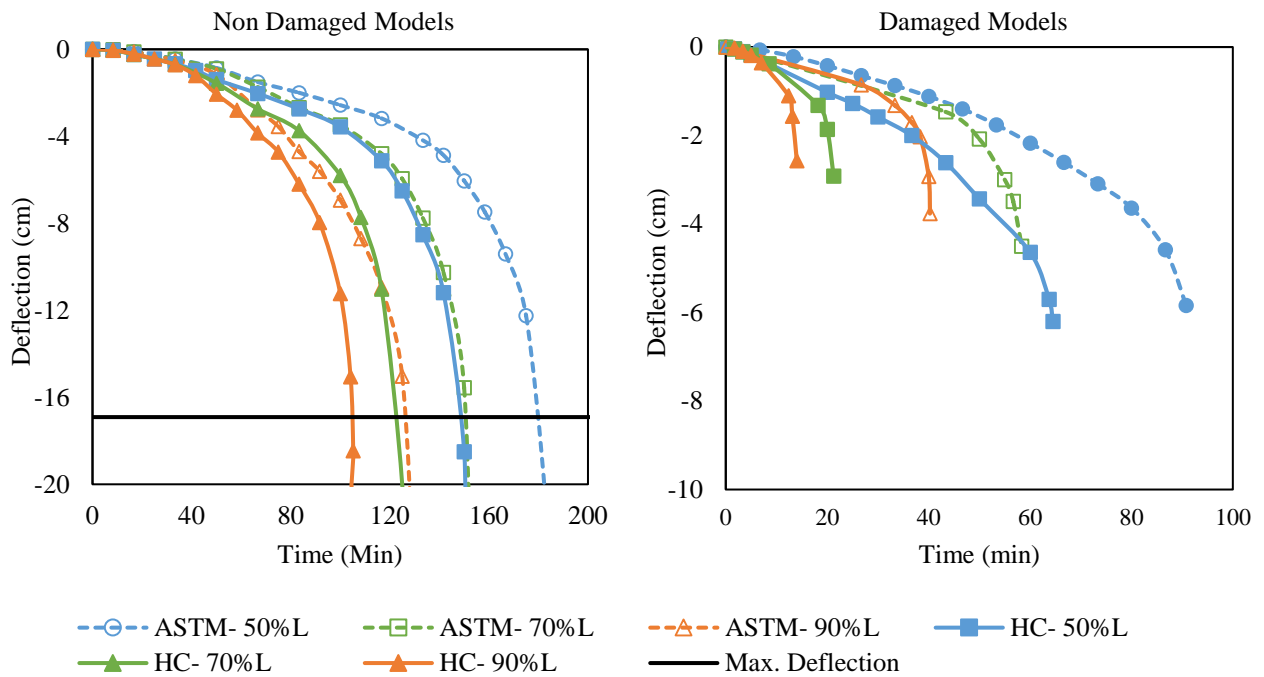 Non Damaged Models
0
-4
-8
-12
-16
-20
Deflection (cm)
0 40 80 120 160 200
Time (Min)
Damaged Models
0
-2
-4
-6
-8
-10
Deflection (cm)
0 20 40 60 80 100
Time (min)
ASTM- 50%L ASTM- 70%L ASTM- 90%L HC- 50%L
HC- 70%L HC- 90%L Max. Deflection